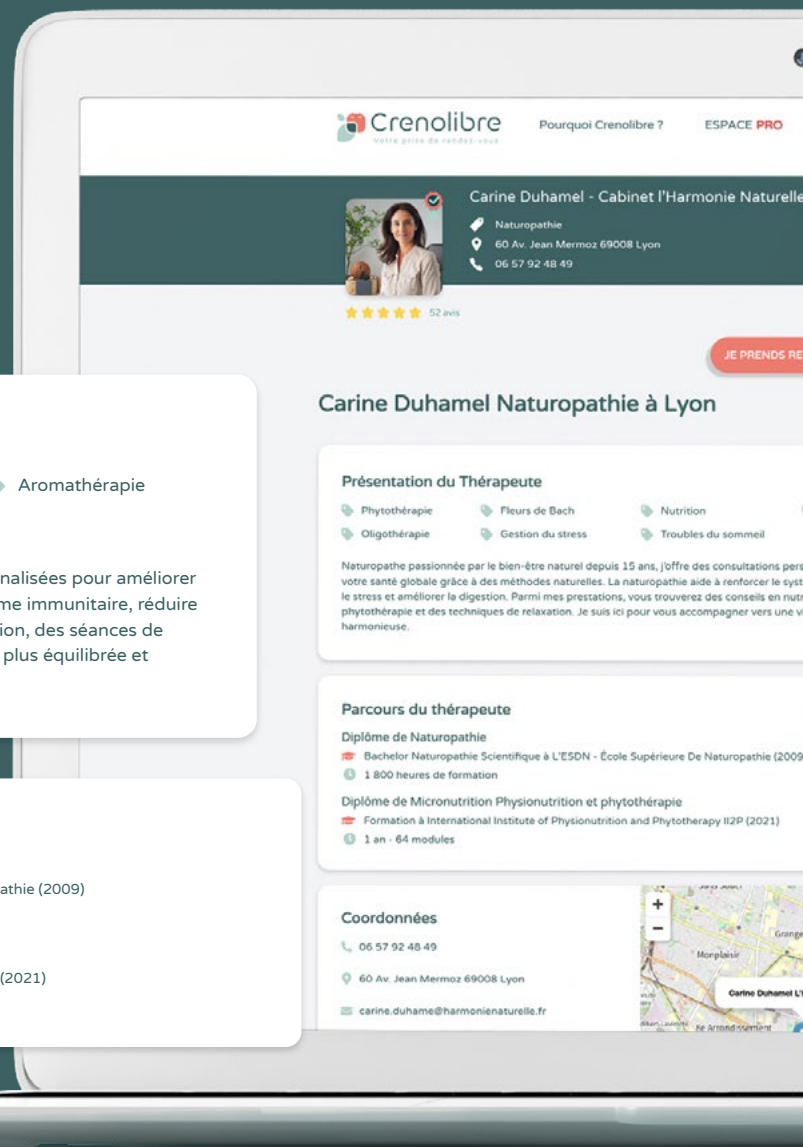 Crenolibre
Votre prise de rendez-vous
Pourquoi Crenolibre ?
ESPACE PRO
Carine Duhamel - Cabinet l'Harmonie Naturelle
Naturopathie
60 Av. Jean Mermoz 69008 Lyon
06 57 92 48 49
52 avis
JE PRENDS RE
Carine Duhamel Naturopathie à Lyon
Aromathérapie
nalisées pour améliorer
me immunitaire, réduire
ion, des séances de
plus équilibrée et
Présentation du Thérapeute
Phytothérapie
Fleurs de Bach
Nutrition
Oligothérapie
Gestion du stress
Troubles du sommeil
Naturopathe passionnée par le bien-être naturel depuis 15 ans, j'offre des consultations pers
votre santé globale grâce à des méthodes naturelles. La naturopathie aide à renforcer le syst
le stress et améliorer la digestion. Parmi mes prestations, vous trouverez des conseils en nutr
phytothérapie et des techniques de relaxation. Je suis ici pour vous accompagner vers une vi
harmonieuse.
athie (2009)
(2021)
Parcours du thérapeute
Diplôme de Naturopathie
Bachelor Naturopathie Scientifique à L'ESDN - École Supérieure De Naturopathie (2009
1 800 heures de formation
Diplôme de Micronutrition Physionutrition et phytothérapie
Formation à International Institute of Physionutrition and Phytotherapy II2P (2021)
1 an - 64 modules
Coordonnées
06 57 92 48 49
60 Av. Jean Mermoz 69008 Lyon
carine.duhame@harmonienaturelle.fr
+
−
Grange
Monplaisir
Carine Duhamel L'
8e Arrondissement